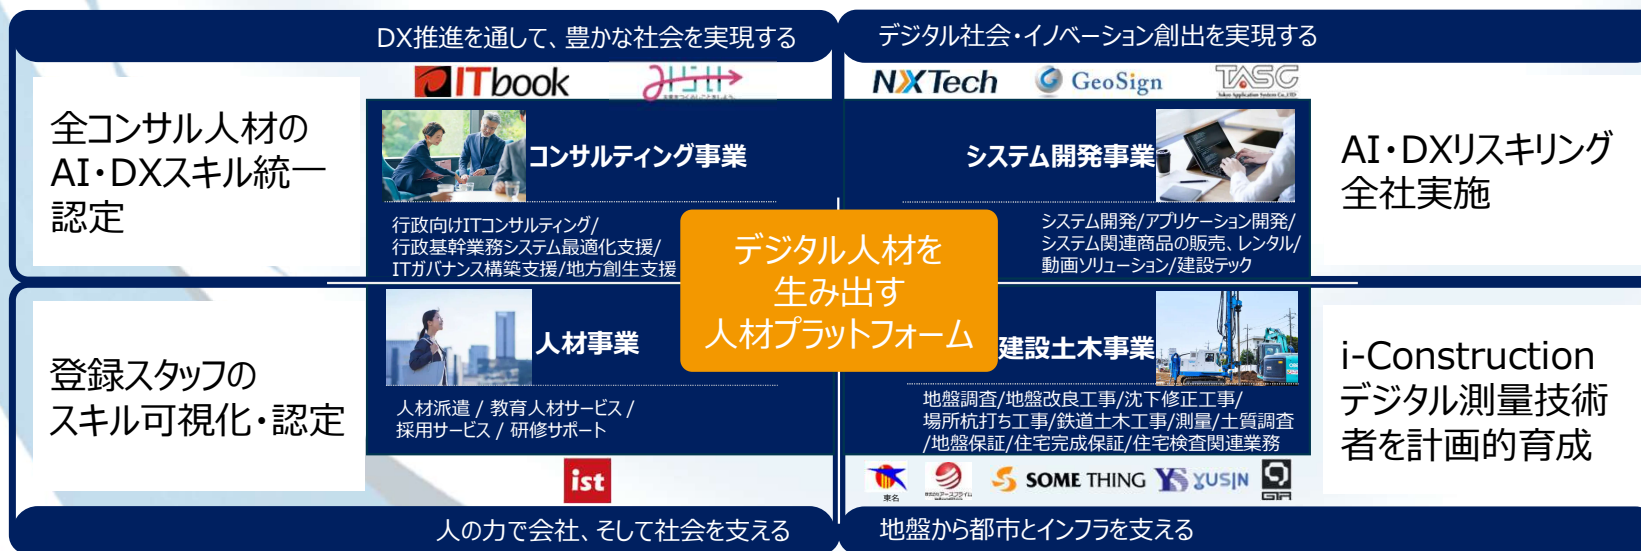 DX推進を通して、豊かな社会を実現する
デジタル社会・イノベーション創出を実現する
ITbook
みらい
NXTech
GeoSign
TASC
全コンサル人材の
AI・DXスキル統一
認定
コンサルティング事業
行政向けITコンサルティング/
行政基幹業務システム最適化支援/
ITガバナンス構築支援/地方創生支援
システム開発事業
システム開発/アプリケーション開発/
システム関連商品の販売、レンタル/
動画ソリューション/建設テック
AI・DXリスキリング
全社実施
デジタル人材を
生み出す
人材プラットフォーム
登録スタッフの
スキル可視化・認定
人材事業
人材派遣 / 教育人材サービス /
採用サービス / 研修サポート
ist
建設土木事業
地盤調査/地盤改良工事/沈下修正工事/
場所杭打ち工事/鉄道土木工事/測量/土質調査
/地盤保証/住宅完成保証/住宅検査関連業務
東名
SOME THING
YUSIN
GTR
i-Construction
デジタル測量技術
者を計画的育成
人の力で会社、そして社会を支える
地盤から都市とインフラを支える